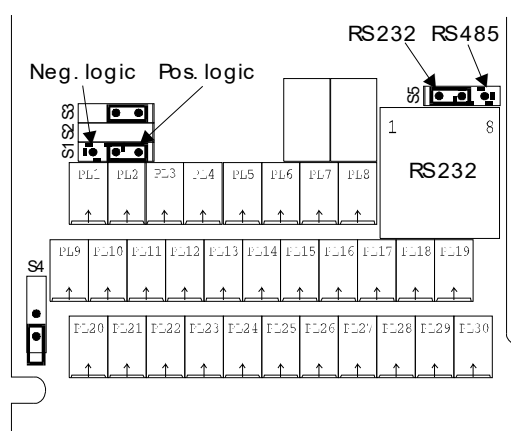 RS232 RS485
Neg. logic Pos. logic
S3
S2
S1
S5
1 8
RS232
PL1 PL2 PL3 PL4 PL5 PL6 PL7 PL8
PL9 PL10 PL11 PL12 PL13 PL14 PL15 PL16 PL17 PL18 PL19
S4
PL20 PL21 PL22 PL23 PL24 PL25 PL26 PL27 PL28 PL29 PL30